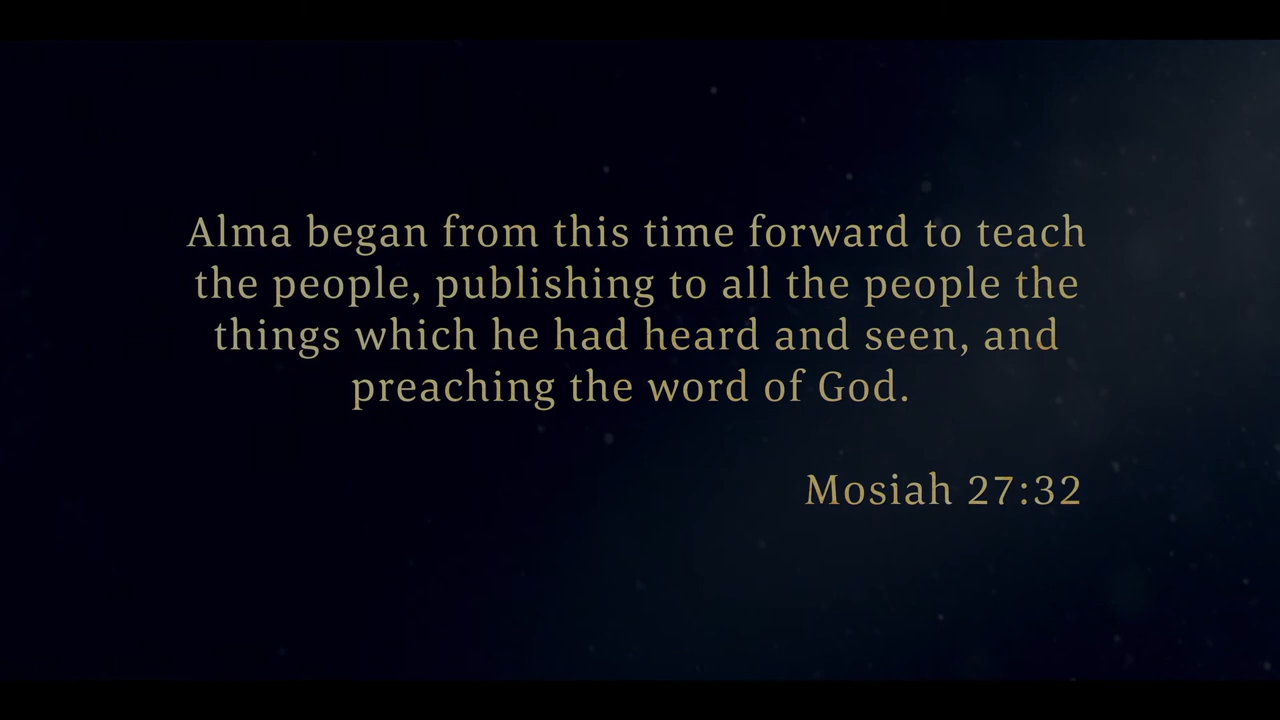 Alma began from this time forward to teach
the people, publishing to all the people the
things which he had heard and seen, and
preaching the word of God.
Mosiah 27:32